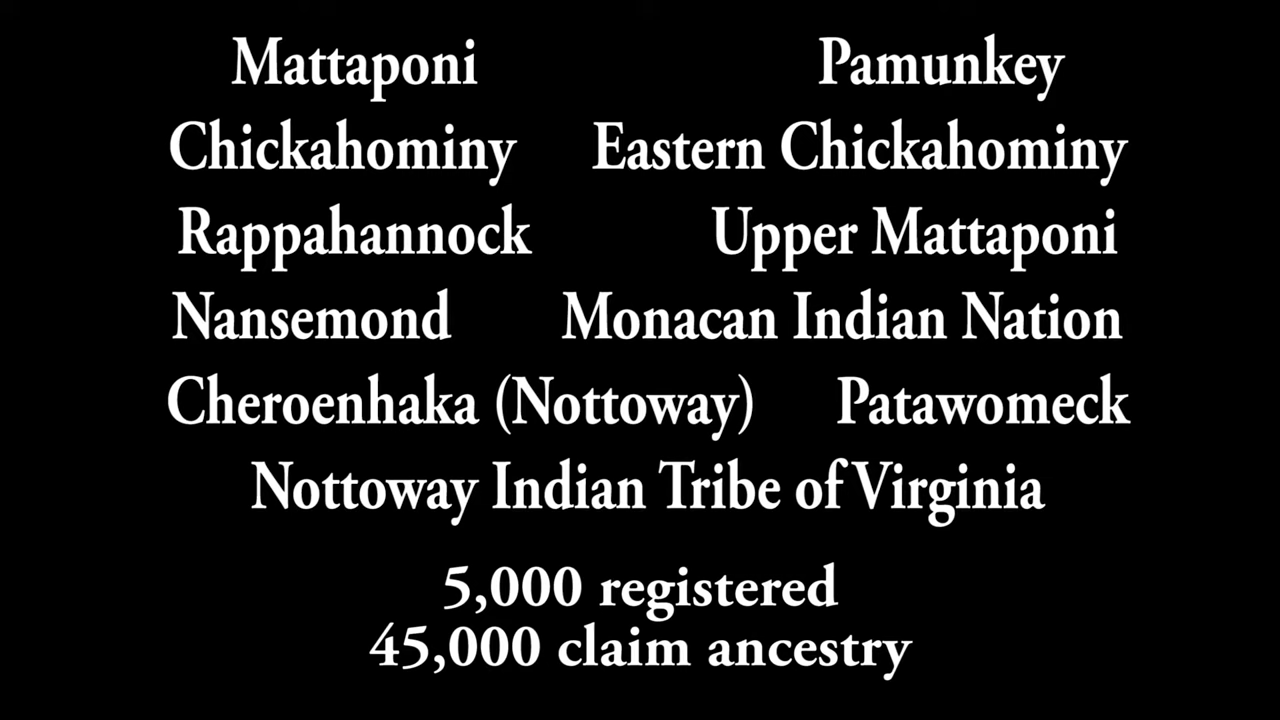 Mattaponi Pamunkey
Chickahominy Eastern Chickahominy
Rappahannock Upper Mattaponi
Nansemond Monacan Indian Nation
Cheroenhaka (Nottoway) Patawomeck
Nottoway Indian Tribe of Virginia
5,000 registered
45,000 claim ancestry